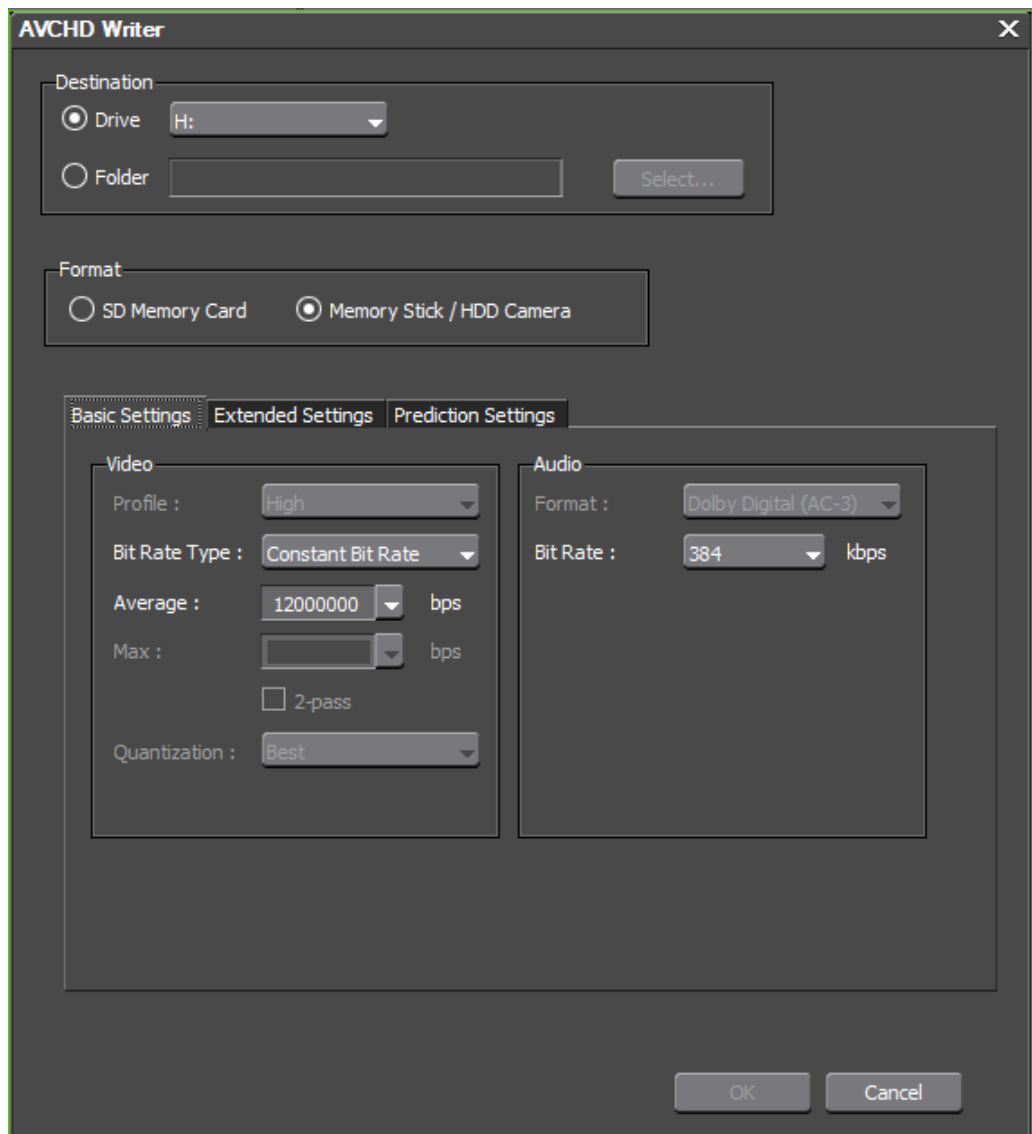 AVCHD Writer
Destination
Drive H:
Folder Select...
Format
SD Memory Card Memory Stick / HDD Camera
Basic Settings Extended Settings Prediction Settings
Video Audio
Profile : High Format : Dolby Digital (AC-3)
Bit Rate Type : Constant Bit Rate Bit Rate : 384 kbps
Average : 12000000 bps
Max : bps
2-pass
Quantization : Best
OK Cancel